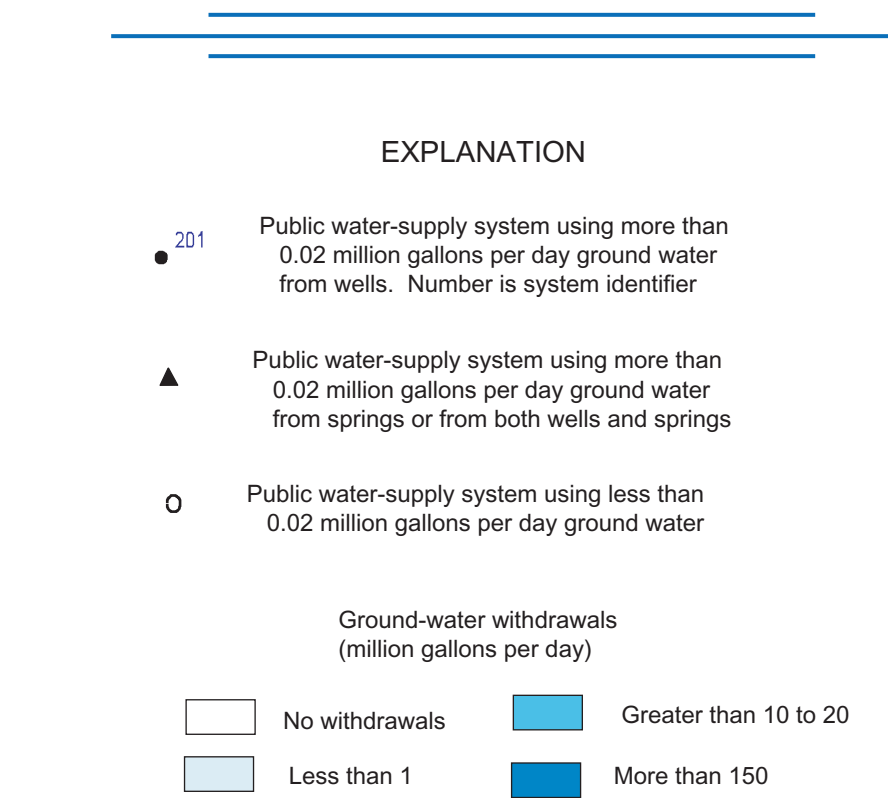 EXPLANATION
201
Public water-supply system using more than
0.02 million gallons per day ground water
from wells. Number is system identifier
Public water-supply system using more than
0.02 million gallons per day ground water
from springs or from both wells and springs
Public water-supply system using less than
0.02 million gallons per day ground water
Ground-water withdrawals
(million gallons per day)
No withdrawals
Greater than 10 to 20
Less than 1
More than 150